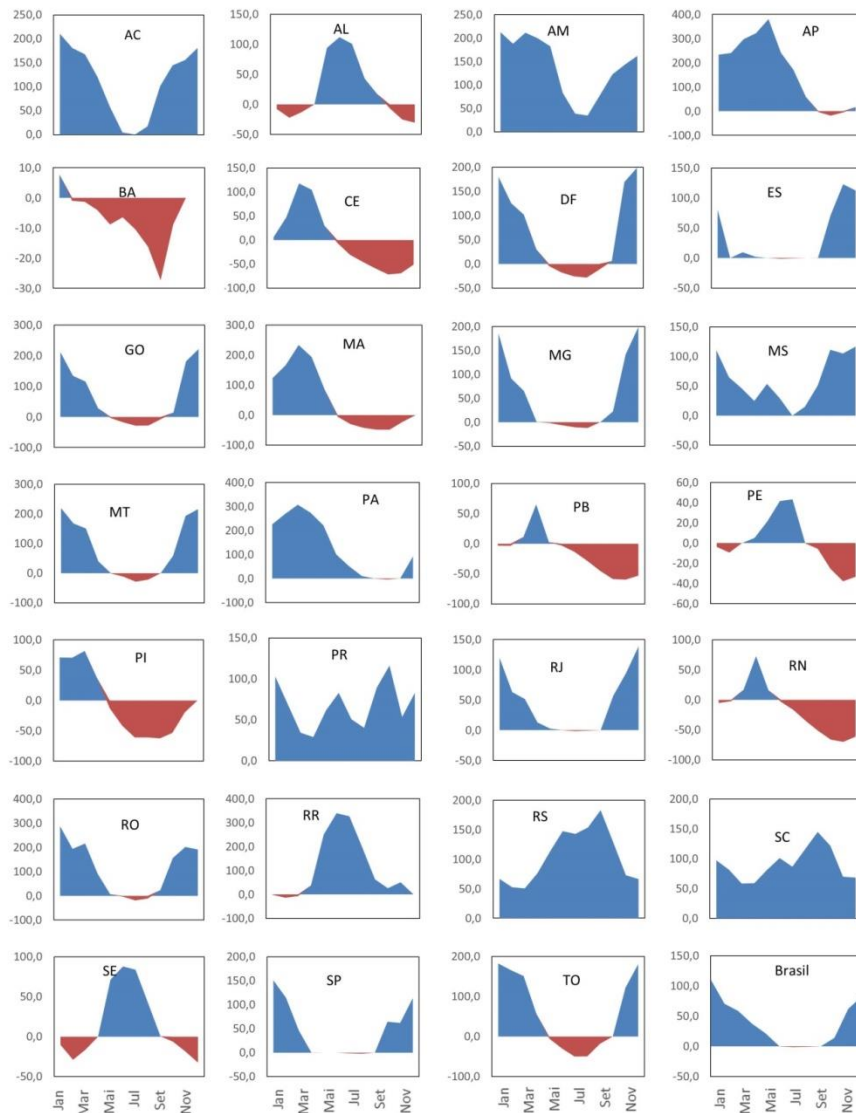 AC
250,0
200,0
150,0
100,0
50,0
0,0
AL
150,0
100,0
50,0
0,0
-50,0
AM
250,0
200,0
150,0
100,0
50,0
0,0
AP
400,0
300,0
200,0
100,0
0,0
-100,0
BA
10,0
0,0
-10,0
-20,0
-30,0
CE
150,0
100,0
50,0
0,0
-50,0
-100,0
DF
200,0
150,0
100,0
50,0
0,0
-50,0
ES
150,0
100,0
50,0
0,0
-50,0
GO
300,0
200,0
100,0
0,0
-100,0
MA
300,0
200,0
100,0
0,0
-100,0
MG
200,0
150,0
100,0
50,0
0,0
-50,0
MS
150,0
100,0
50,0
0,0
-50,0
MT
300,0
200,0
100,0
0,0
-100,0
PA
400,0
300,0
200,0
100,0
0,0
-100,0
PB
100,0
50,0
0,0
-50,0
-100,0
PE
60,0
40,0
20,0
0,0
-20,0
-40,0
-60,0
PI
100,0
50,0
0,0
-50,0
-100,0
PR
150,0
100,0
50,0
0,0
RJ
150,0
100,0
50,0
0,0
-50,0
RN
100,0
50,0
0,0
-50,0
-100,0
RO
400,0
300,0
200,0
100,0
0,0
-100,0
RR
400,0
300,0
200,0
100,0
0,0
-100,0
RS
200,0
150,0
100,0
50,0
0,0
SC
200,0
150,0
100,0
50,0
0,0
SE
100,0
50,0
0,0
-50,0
Jan
Mar
Mai
Jul
Set
Nov
SP
200,0
150,0
100,0
50,0
0,0
-50,0
Jan
Mar
Mai
Jul
Set
Nov
TO
200,0
100,0
0,0
-100,0
Jan
Mar
Mai
Jul
Set
Nov
Brasil
150,0
100,0
50,0
0,0
-50,0
Jan
Mar
Mai
Jul
Set
Nov